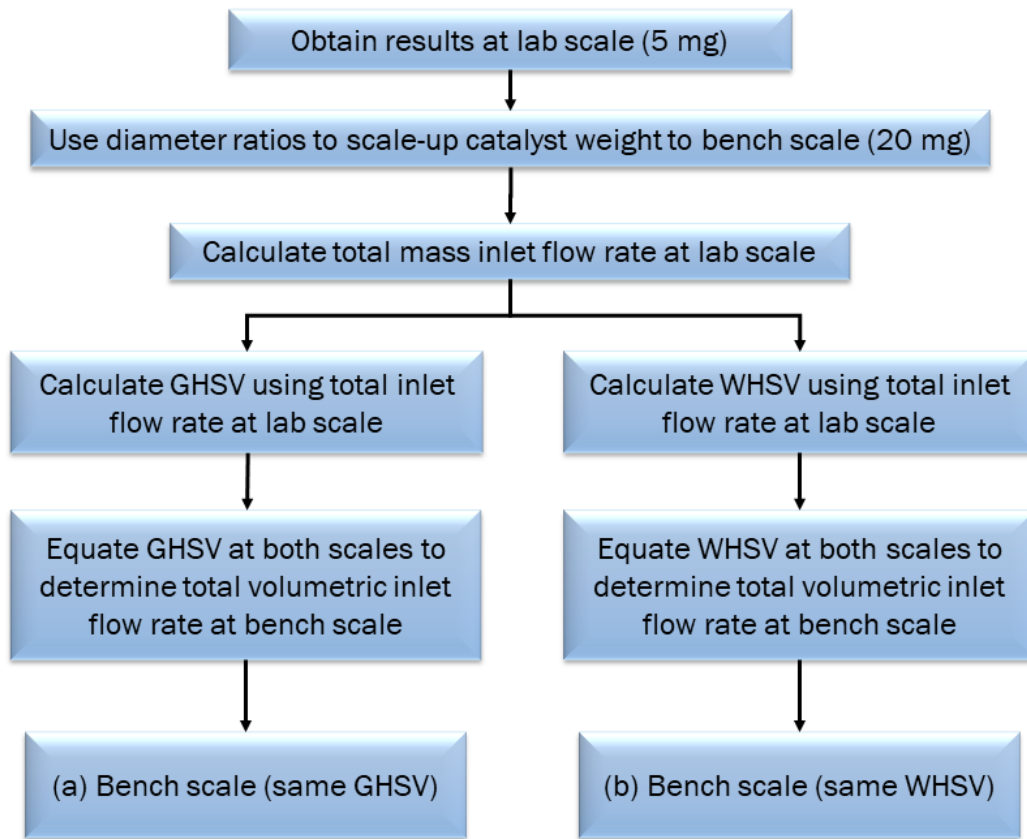 Obtain results at lab scale (5 mg)
Use diameter ratios to scale-up catalyst weight to bench scale (20 mg)
Calculate total mass inlet flow rate at lab scale
Calculate GHSV using total inlet
flow rate at lab scale
Calculate WHSV using total inlet
flow rate at lab scale
Equate GHSV at both scales to
determine total volumetric inlet
flow rate at bench scale
Equate WHSV at both scales to
determine total volumetric inlet
flow rate at bench scale
(a) Bench scale (same GHSV)
(b) Bench scale (same WHSV)